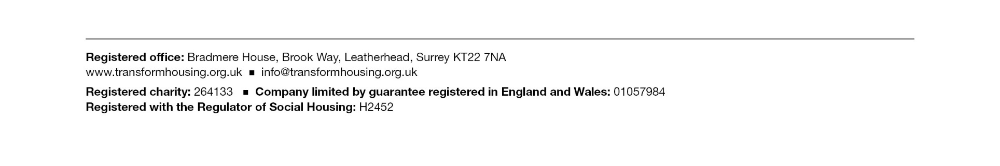 Registered office: Bradmere House, Brook Way, Leatherhead, Surrey KT22 7NA
www.transformhousing.org.uk ■ info@transformhousing.org.uk
Registered charity: 264133 ■ Company limited by guarantee registered in England and Wales: 01057984
Registered with the Regulator of Social Housing: H2452